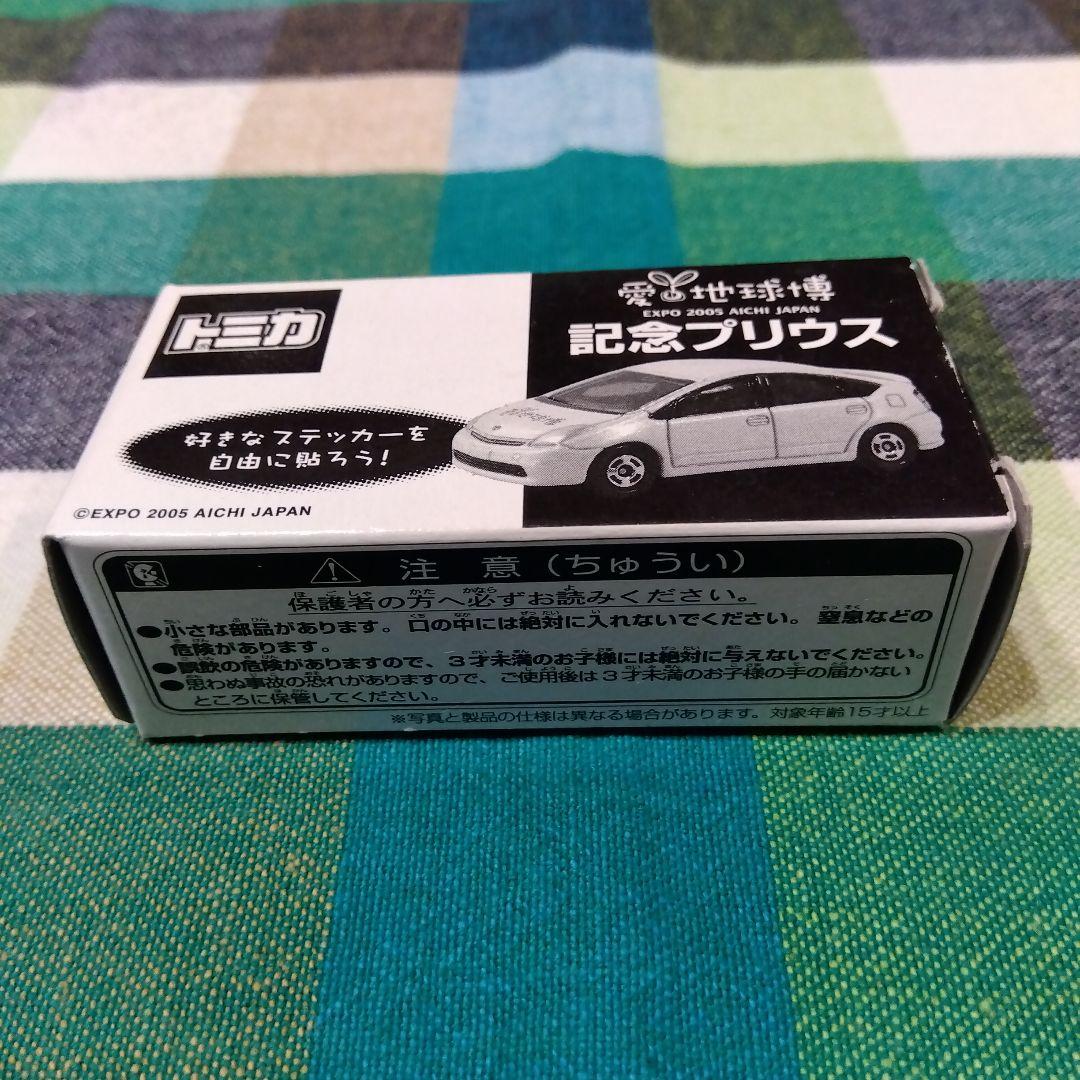 トミカ
愛・地球博
EXPO 2005 AICHI JAPAN
記念プリウス
好きなステッカーを
自由に貼ろう!
©EXPO 2005 AICHI JAPAN
注意(ちゅうい)
保護者の方へ必ずお読みください。
●小さな部品があります。口の中には絶対に入れないでください。窒息などの
危険があります。
●誤飲の危険がありますので、3才未満のお子様には絶対に与えないでください。
●思わぬ事故の恐れがありますので、ご使用後は3才未満のお子様の手の届かない
ところに保管してください。
※写真と製品の仕様は異なる場合があります。対象年齢15才以上